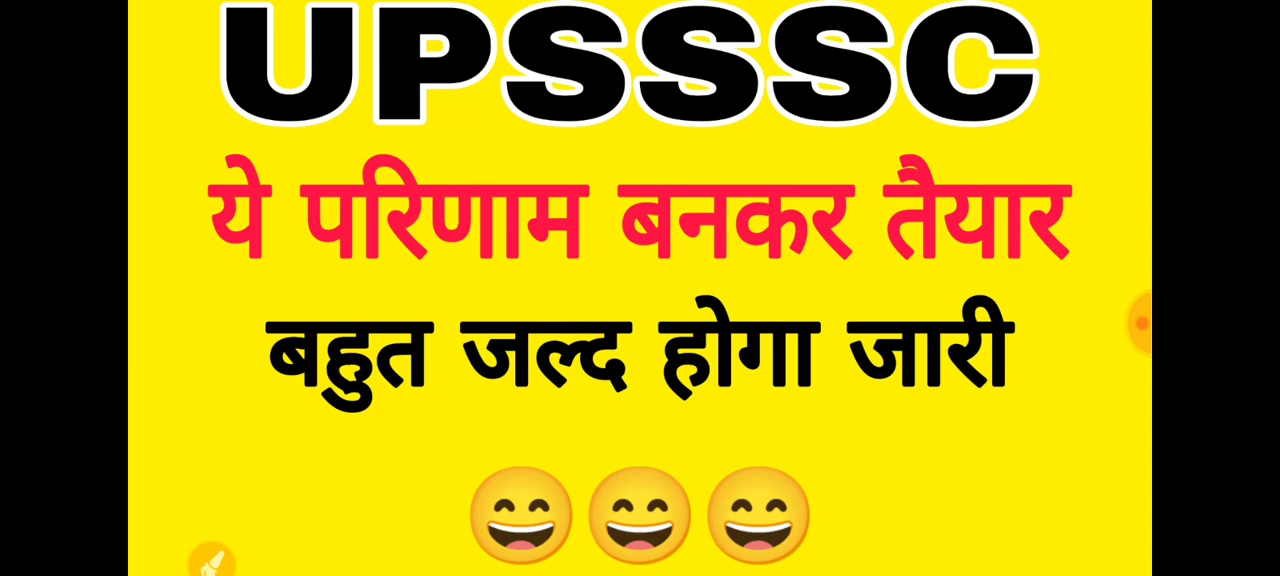 UPSSSC
ये परिणाम बनकर तैयार
बहुत जल्द होगा जारी